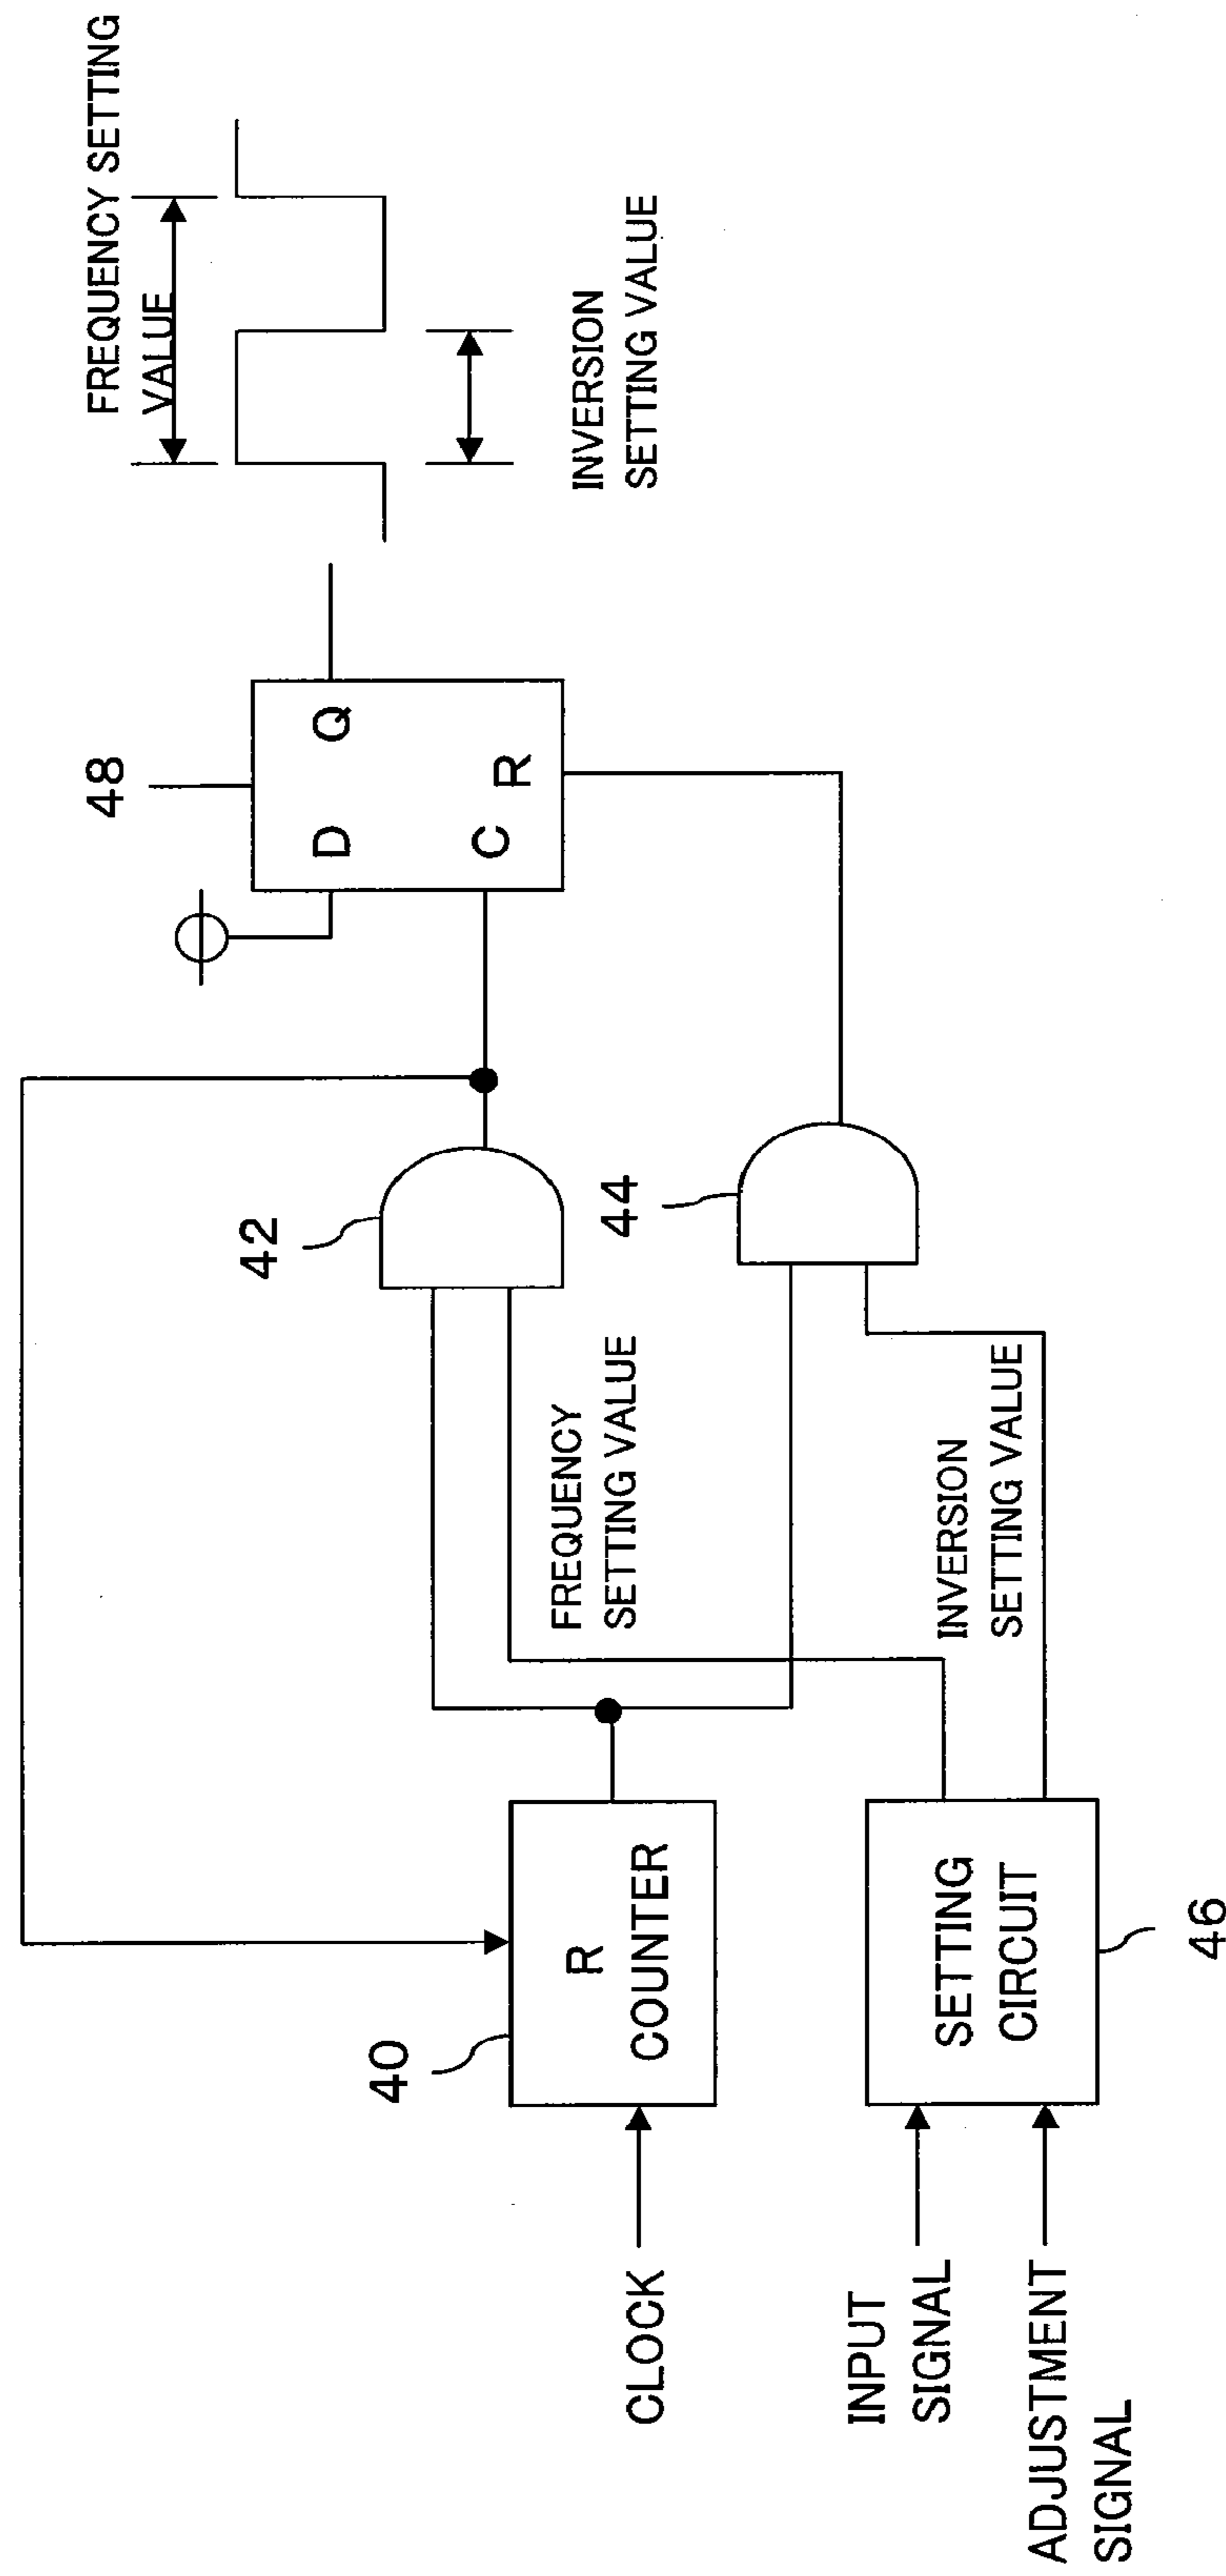 FREQUENCY SETTING
VALUE
48
D
Q
C
R
INVERSION
SETTING VALUE
42
44
FREQUENCY
SETTING VALUE
INVERSION
SETTING VALUE
40
R
COUNTER
CLOCK
SETTING
CIRCUIT
46
INPUT
SIGNAL
ADJUSTMENT
SIGNAL